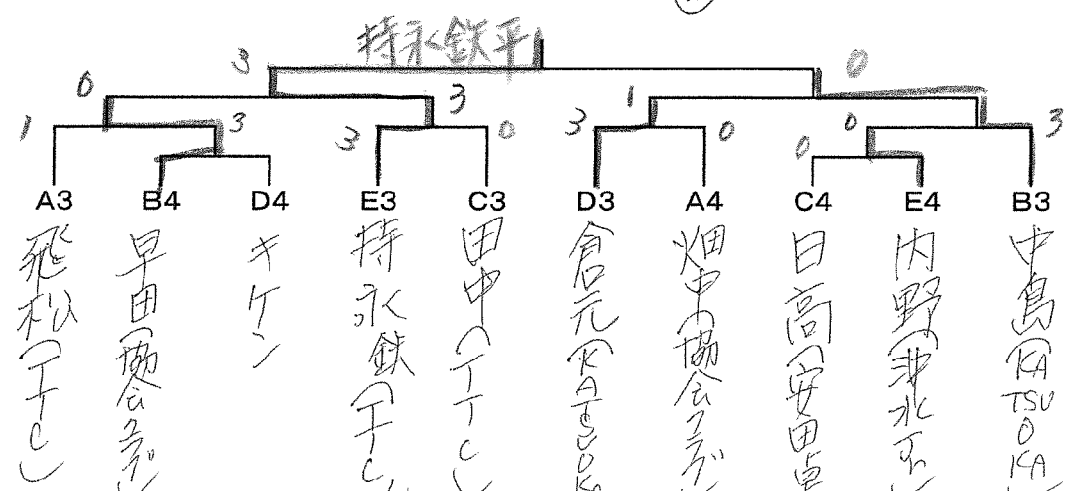 持永鉄平
3
0
0
3
1
1
3
3
0
3
0
0
0
3
A3
B4
D4
E3
C3
D3
A4
C4
E4
B3
飛松(TTC)
早田(協会クラブ)
キケン
持永鉄(TTC
田中(TTC)
倉元(KATSUOKA
畑中(協会クラブ)
日高(安田卓
内野(
中島(KATSUOKA